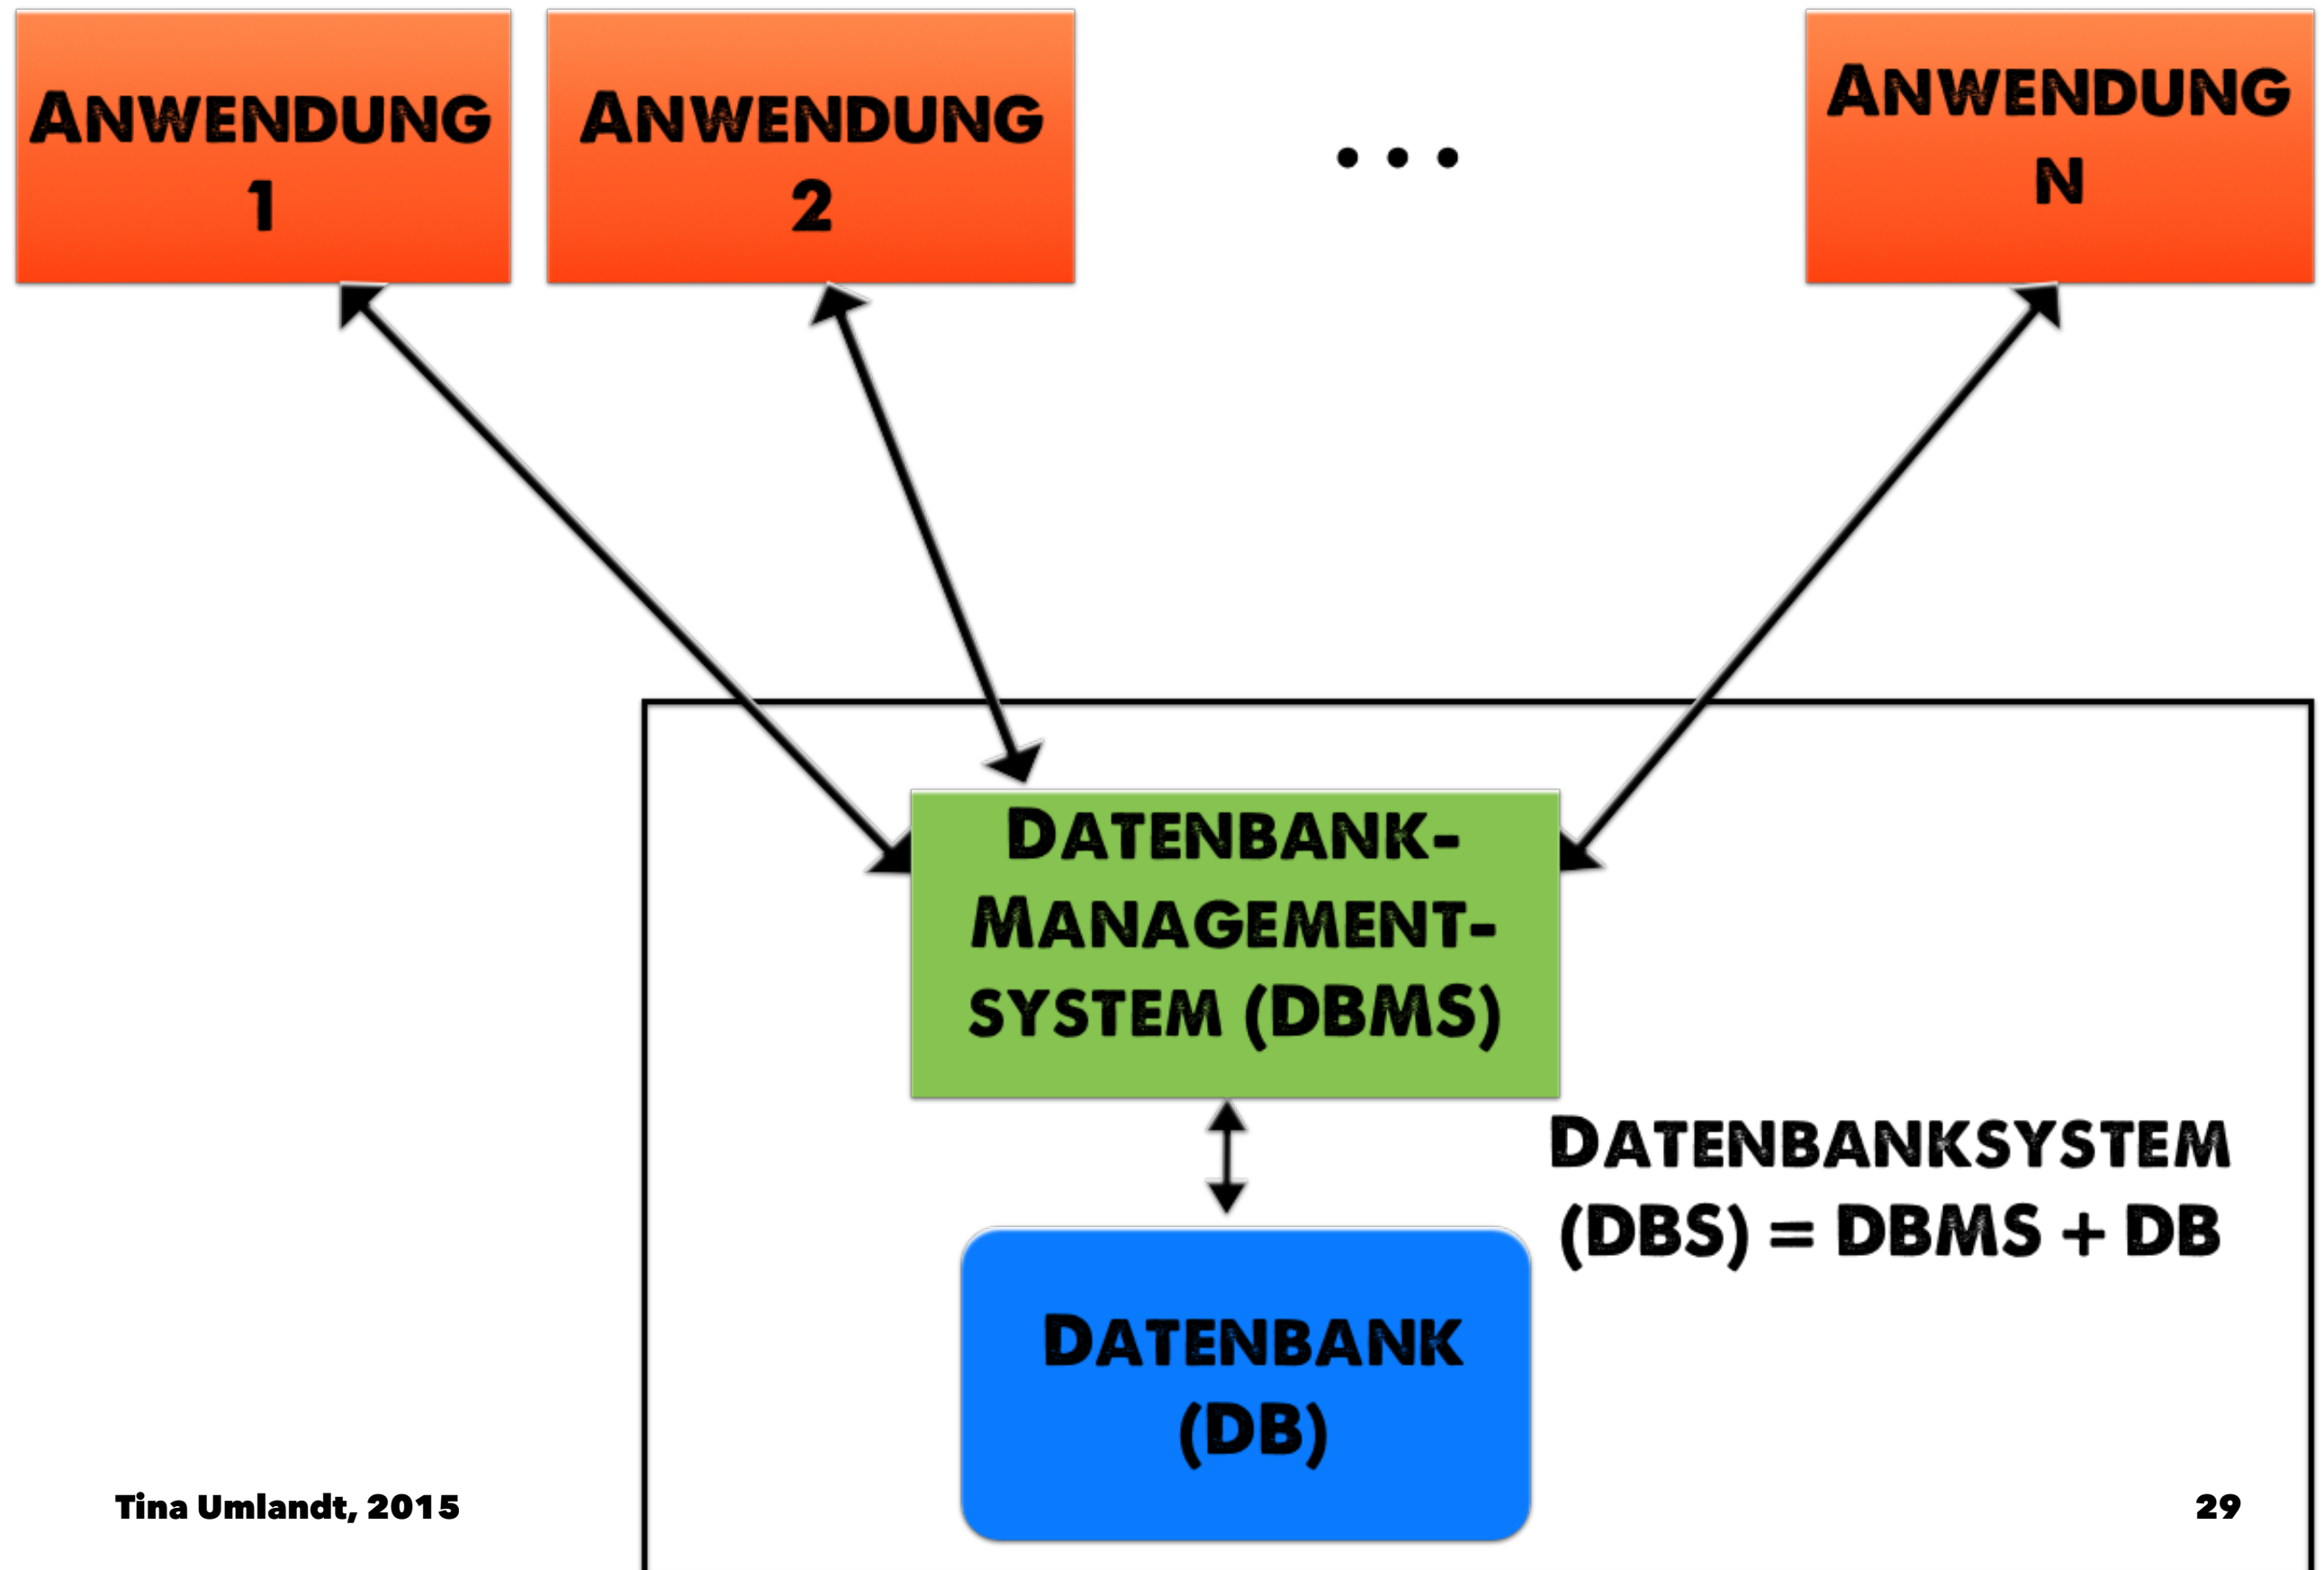 Anwendung
1
Anwendung
2
...
Anwendung
N
Datenbank-
Management-
system (DBMS)
Datenbanksystem
(DBS) = DBMS + DB
Datenbank
(DB)
Tina Umlandt, 2015
29